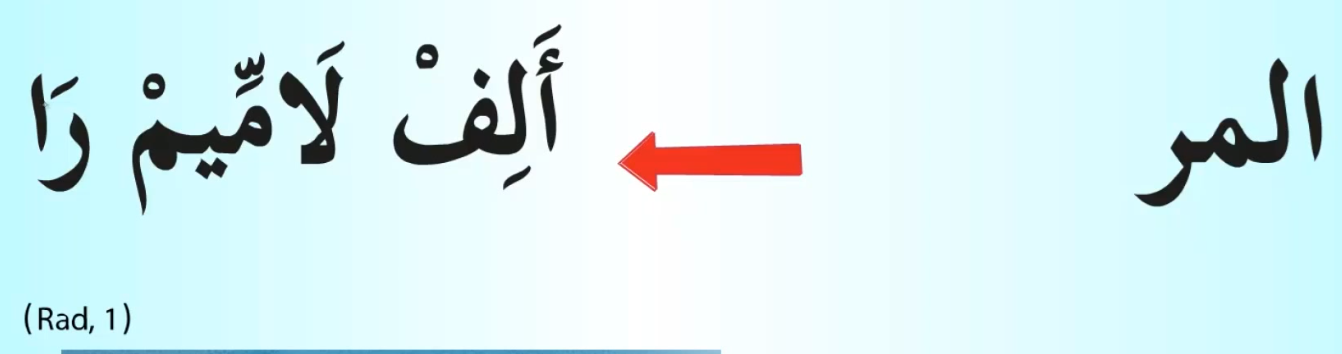 المر ← أَلِفْ لَامِّيمْ رَا
(Rad, 1)